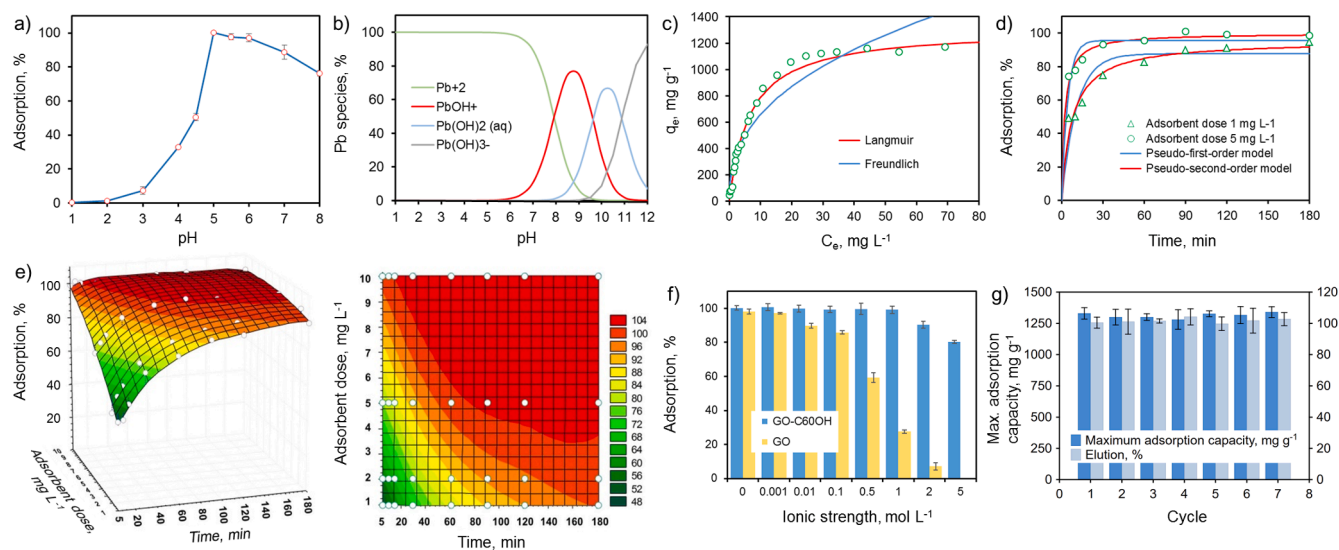 a)
Adsorption, %
120
100
80
60
40
20
0
1 2 3 4 5 6 7 8
pH
b)
Pb species, %
100
80
60
40
20
0
Pb+2
PbOH+
Pb(OH)2 (aq)
Pb(OH)3-
1 2 3 4 5 6 7 8 9 10 11 12
pH
c)
qe, mg g-1
1400
1200
1000
800
600
400
200
0
Langmuir
Freundlich
0 10 20 30 40 50 60 70 80
Ce, mg L-1
d)
Adsorption, %
120
100
80
60
40
20
0
Adsorbent dose 1 mg L-1
Adsorbent dose 5 mg L-1
Pseudo-first-order model
Pseudo-second-order model
0 30 60 90 120 150 180
Time, min
e)
Adsorption, %
100
80
60
40
20
Adsorbent dose,
mg L-1
5 20 40 60 80 100 120 140 160 180
Time, min
Adsorbent dose, mg L-1
10
9
8
7
6
5
4
3
2
1
5 20 40 60 80 100 120 140 160 180
Time, min
104
100
96
92
88
84
80
76
72
68
64
60
56
52
48
f)
Adsorption, %
100
80
60
40
20
0
GO-C60OH
GO
0 0.001 0.01 0.1 0.5 1 2 5
Ionic strength, mol L-1
g)
Max. adsorption
capacity, mg g-1
1500
1250
1000
750
500
250
0
Maximum adsorption capacity, mg g-1
Elution, %
120
100
80
60
40
20
0
0 1 2 3 4 5 6 7 8
Cycle